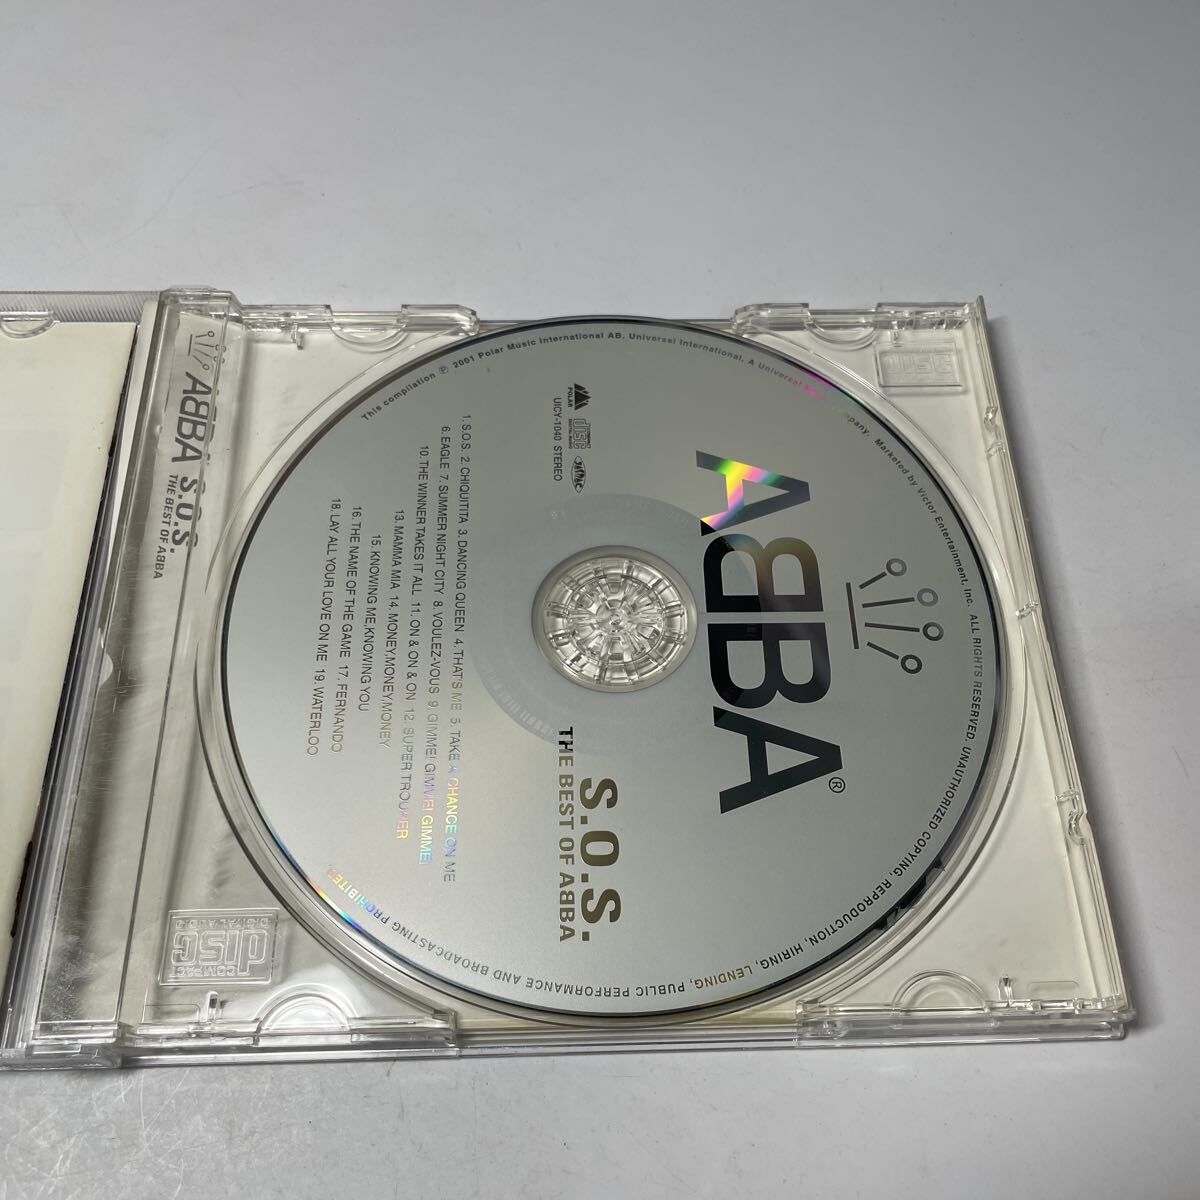 ABBA®
S.O.S.
THE BEST OF ABBA
POLAR
COMPACT
disc
DIGITAL AUDIO
JASRAC
UICY-1040 STEREO
1.S.O.S 2. CHIQUITITA 3. DANCING QUEEN 4. THAT'S ME 5. TAKE A CHANCE ON ME
6. EAGLE 7. SUMMER NIGHT CITY 8. VOULEZ-VOUS 9. GIMME! GIMME! GIMME!
10. THE WINNER TAKES IT ALL 11. ON & ON & ON 12. SUPER TROUPER
13. MAMMA MIA 14. MONEY,MONEY,MONEY
15. KNOWING ME,KNOWING YOU
16. THE NAME OF THE GAME 17. FERNANDO
18. LAY ALL YOUR LOVE ON ME 19. WATERLOO
This compilation ℗ 2001 Polar Music International AB. Universal International, A Universal Music Company. Marketed by Victor Entertainment, Inc. ALL RIGHTS RESERVED, UNAUTHORIZED COPYING, REPRODUCTION, HIRING, LENDING, PUBLIC PERFORMANCE AND BROADCASTING PROHIBITED.
ABBA S.O.S.
THE BEST OF ABBA
COMPACT
disc
DIGITAL AUDIO
disc